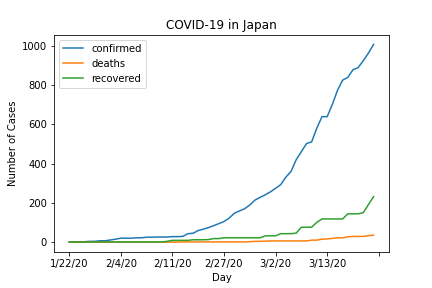 COVID-19 in Japan
confirmed
deaths
recovered
Number of Cases
1000
800
600
400
200
0
1/22/20 2/4/20 2/11/20 2/27/20 3/2/20 3/13/20
Day